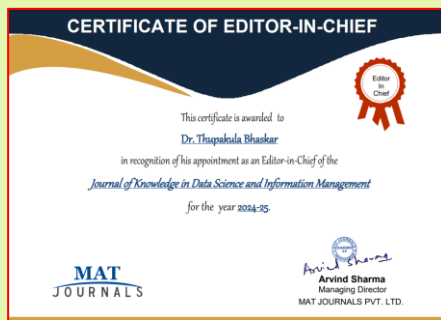 CERTIFICATE OF EDITOR-IN-CHIEF
Editor
In
Chief
This certificate is awarded to
Dr. Thupakula Bhaskar
in recognition of his appointment as an Editor-in-Chief of the
Journal of Knowledge in Data Science and Information Management
for the year 2024-25.
MAT
JOURNALS
Arvind Sharma
Arvind Sharma
Managing Director
MAT JOURNALS PVT. LTD.